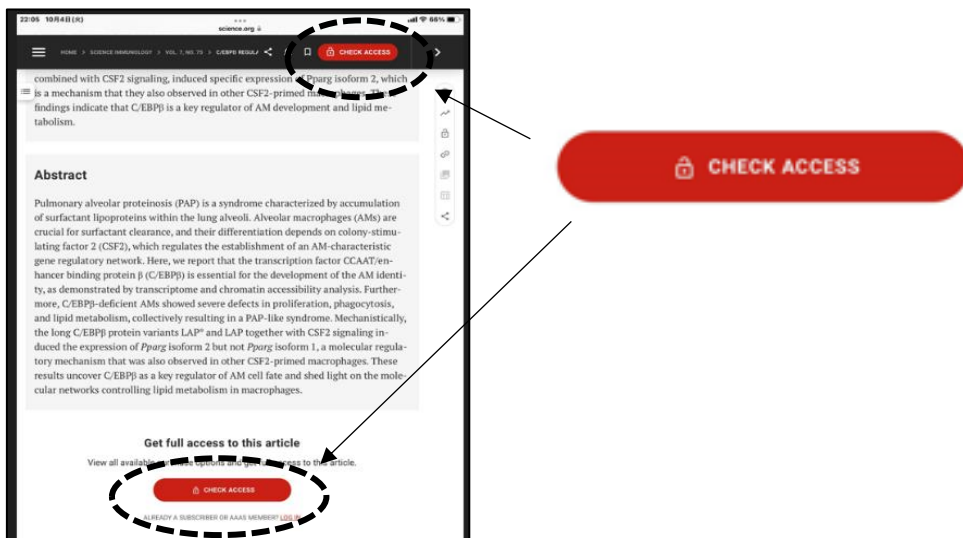 22:05 10月4日(火)
science.org
66%
HOME > SCIENCE IMMUNOLOGY > VOL. 7, NO. 75 > C/EBPβ REGUL
CHECK ACCESS
combined with CSF2 signaling, induced specific expression of Pparg isoform 2, which
is a mechanism that they also observed in other CSF2-primed macrophages. These
findings indicate that C/EBPβ is a key regulator of AM development and lipid me-
tabolism.
CHECK ACCESS
Abstract
Pulmonary alveolar proteinosis (PAP) is a syndrome characterized by accumulation
of surfactant lipoproteins within the lung alveoli. Alveolar macrophages (AMs) are
crucial for surfactant clearance, and their differentiation depends on colony-stimu-
lating factor 2 (CSF2), which regulates the establishment of an AM-characteristic
gene regulatory network. Here, we report that the transcription factor CCAAT/en-
hancer binding protein β (C/EBPβ) is essential for the development of the AM identi-
ty, as demonstrated by transcriptome and chromatin accessibility analysis. Further-
more, C/EBPβ-deficient AMs showed severe defects in proliferation, phagocytosis,
and lipid metabolism, collectively resulting in a PAP-like syndrome. Mechanistically,
the long C/EBPβ protein variants LAP* and LAP together with CSF2 signaling in-
duced the expression of Pparg isoform 2 but not Pparg isoform 1, a molecular regula-
tory mechanism that was also observed in other CSF2-primed macrophages. These
results uncover C/EBPβ as a key regulator of AM cell fate and shed light on the mole-
cular networks controlling lipid metabolism in macrophages.
Get full access to this article
View all available purchase options and get full access to this article.
CHECK ACCESS
ALREADY A SUBSCRIBER OR AAAS MEMBER? LOG IN